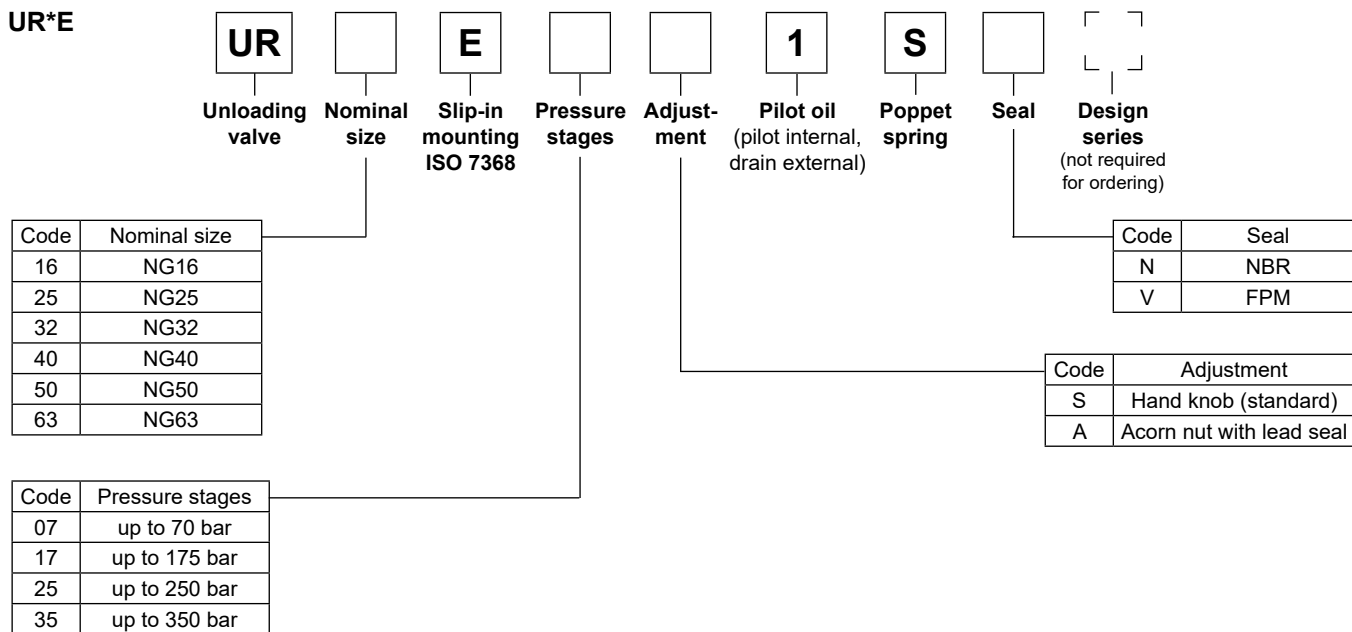 UR*E
UR E 1 S
Unloading valve
Nominal size
Slip-in mounting ISO 7368
Pressure stages
Adjust-
ment
Pilot oil
(pilot internal,
drain external)
Poppet spring
Seal
Design series
(not required
for ordering)
Code Nominal size
16 NG16
25 NG25
32 NG32
40 NG40
50 NG50
63 NG63
Code Seal
N NBR
V FPM
Code Adjustment
S Hand knob (standard)
A Acorn nut with lead seal
Code Pressure stages
07 up to 70 bar
17 up to 175 bar
25 up to 250 bar
35 up to 350 bar